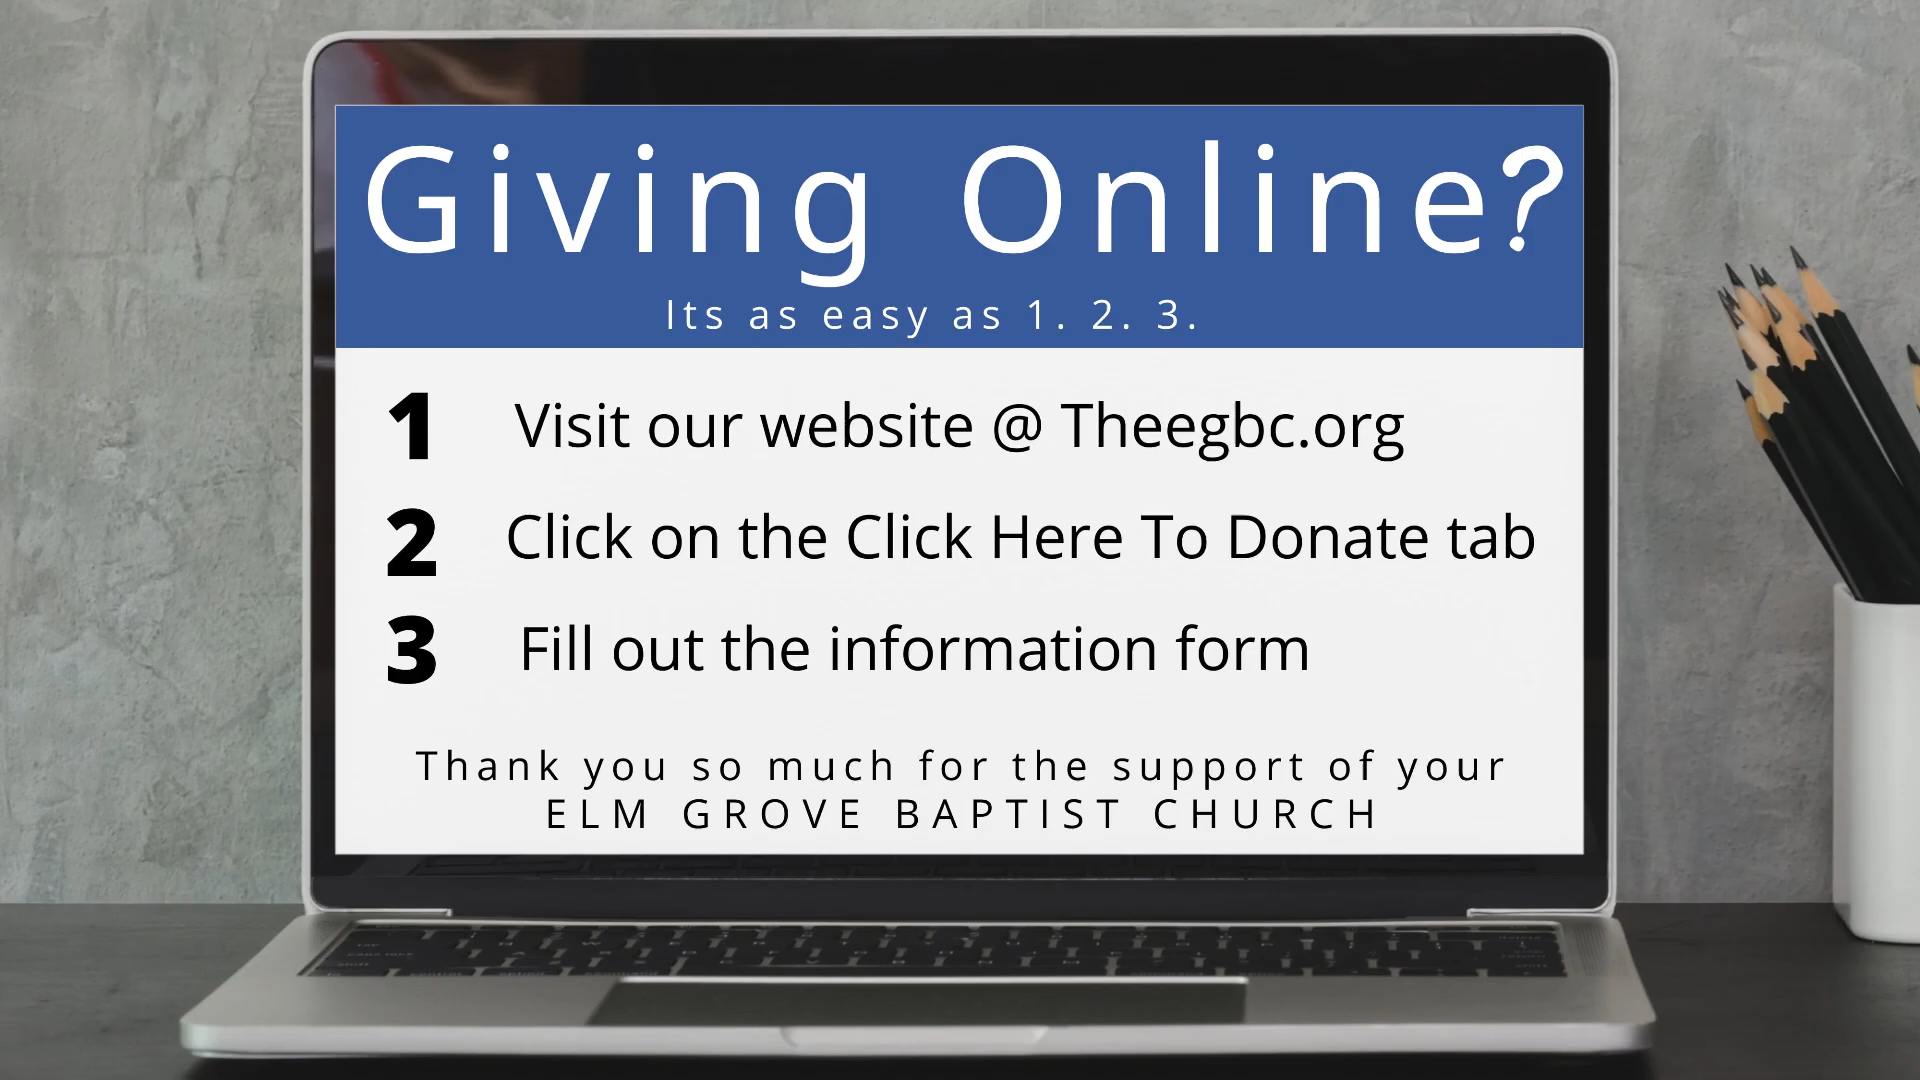 Giving Online?
Its as easy as 1. 2. 3.
1 Visit our website @ Theegbc.org
2 Click on the Click Here To Donate tab
3 Fill out the information form
Thank you so much for the support of your
ELM GROVE BAPTIST CHURCH